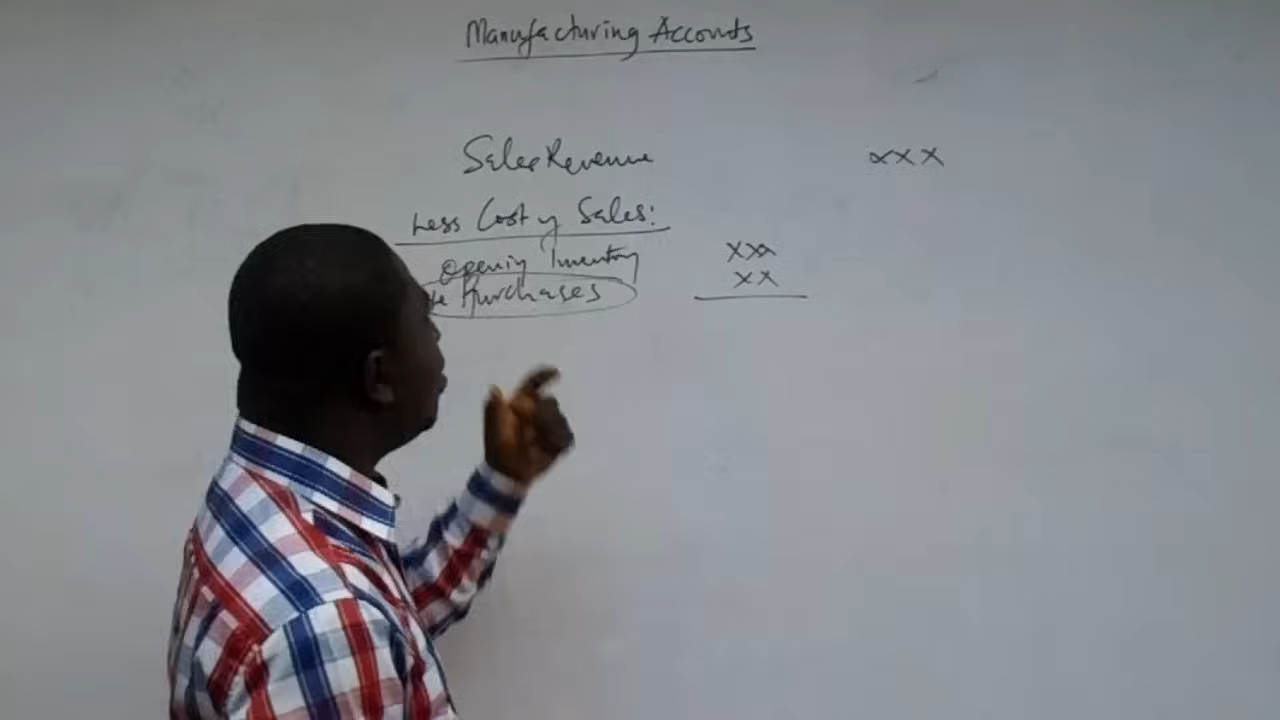 Manufacturing Accounts
Sales Revenue xxx
Less Cost of Sales:
Opening Inventory xxx
Purchases xx